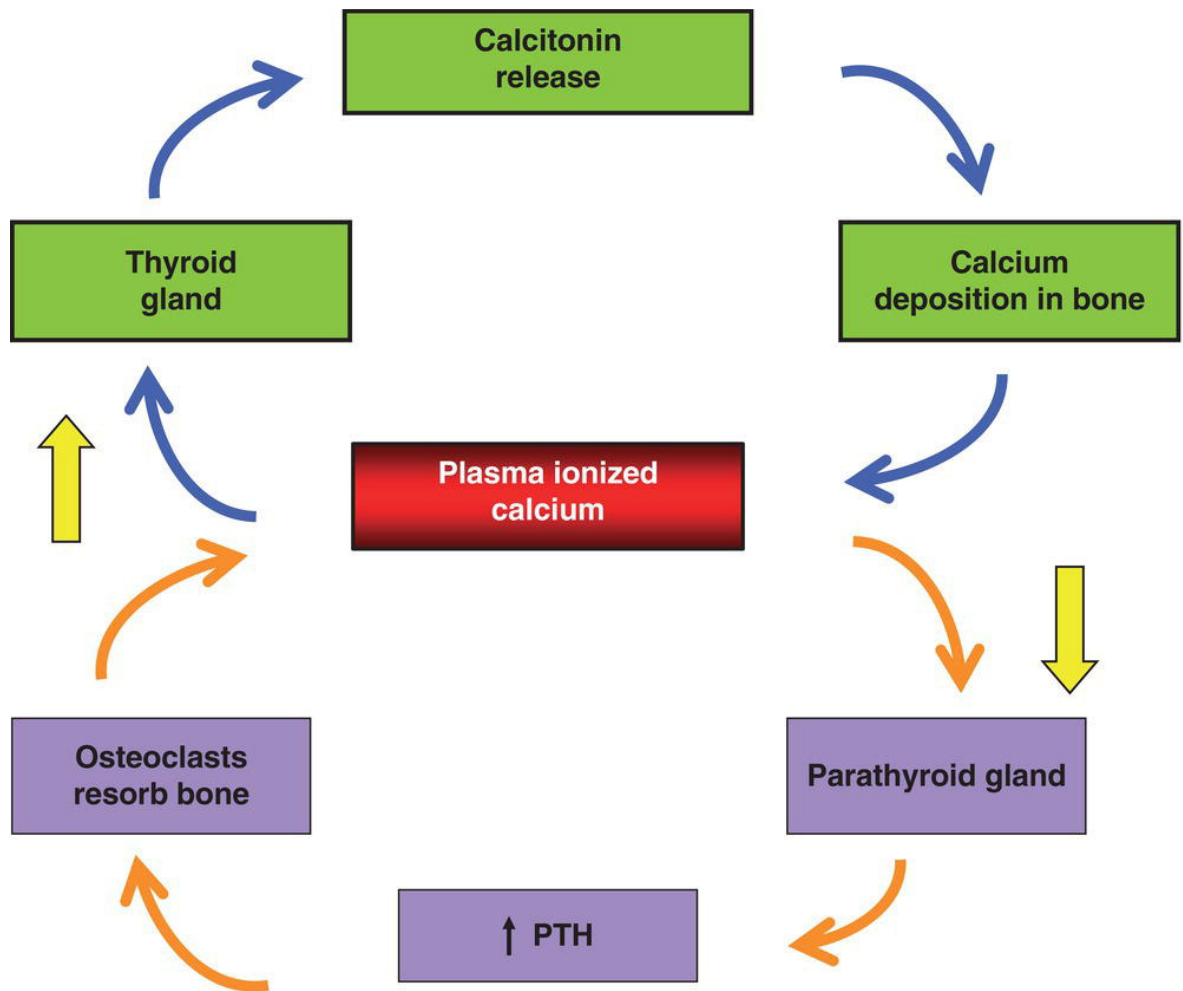 Calcitonin
release
Thyroid
gland
Calcium
deposition in bone
Plasma ionized
calcium
Osteoclasts
resorb bone
Parathyroid gland
↑ PTH